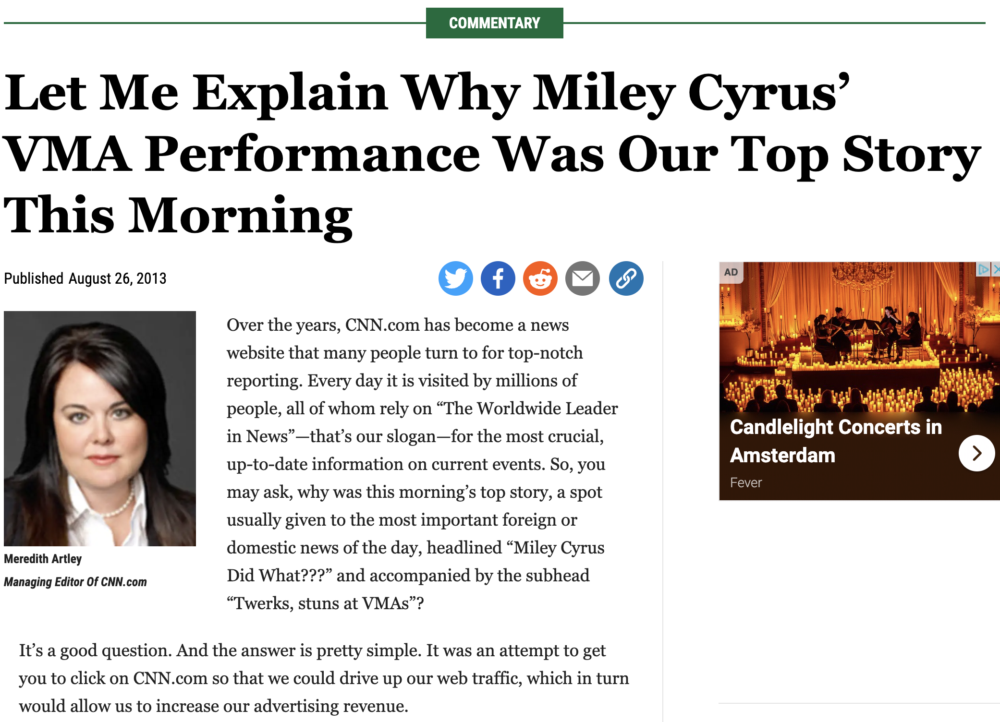 COMMENTARY
Let Me Explain Why Miley Cyrus’
VMA Performance Was Our Top Story
This Morning
Published August 26, 2013
Over the years, CNN.com has become a news
website that many people turn to for top-notch
reporting. Every day it is visited by millions of
people, all of whom rely on “The Worldwide Leader
in News”—that’s our slogan—for the most crucial,
up-to-date information on current events. So, you
may ask, why was this morning’s top story, a spot
usually given to the most important foreign or
domestic news of the day, headlined “Miley Cyrus
Did What???” and accompanied by the subhead
“Twerks, stuns at VMAs”?
Meredith Artley
Managing Editor Of CNN.com
It’s a good question. And the answer is pretty simple. It was an attempt to get
you to click on CNN.com so that we could drive up our web traffic, which in turn
would allow us to increase our advertising revenue.
AD
Candlelight Concerts in
Amsterdam
Fever